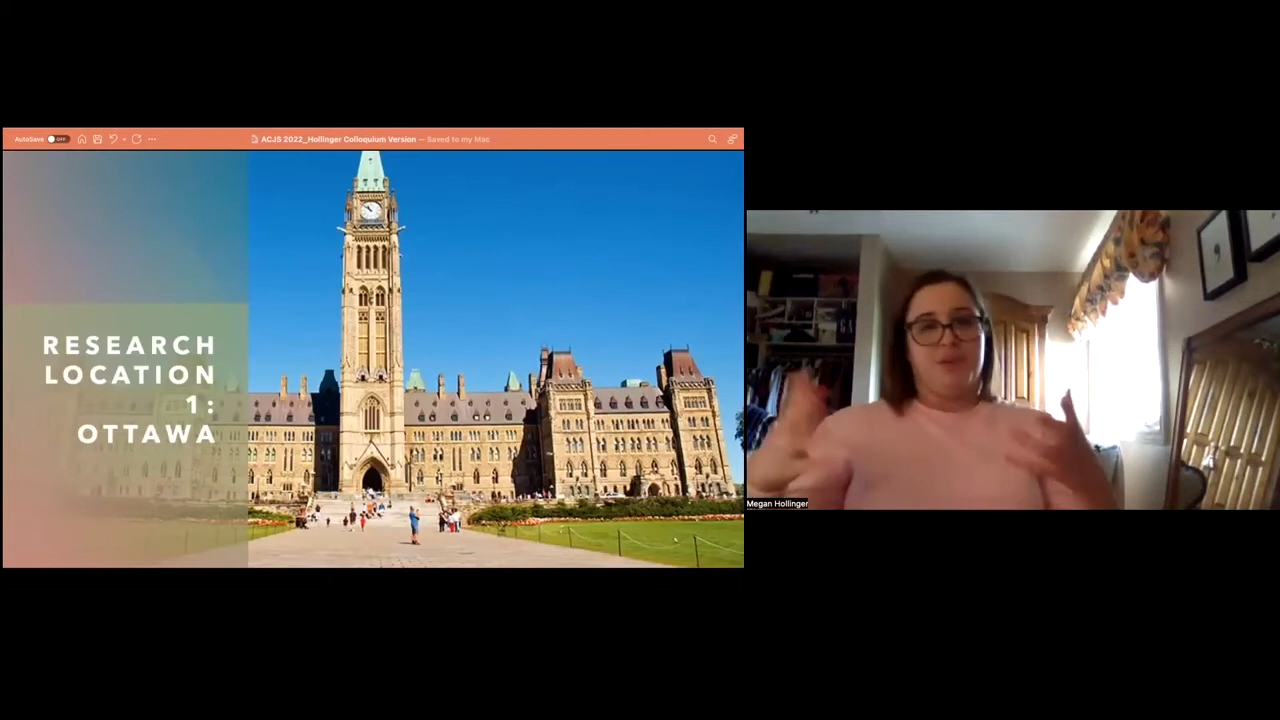 AutoSave OFF
ACJS 2022_Hollinger Colloquium Version — Saved to my Mac
RESEARCH
LOCATION
1:
OTTAWA
Megan Hollinger